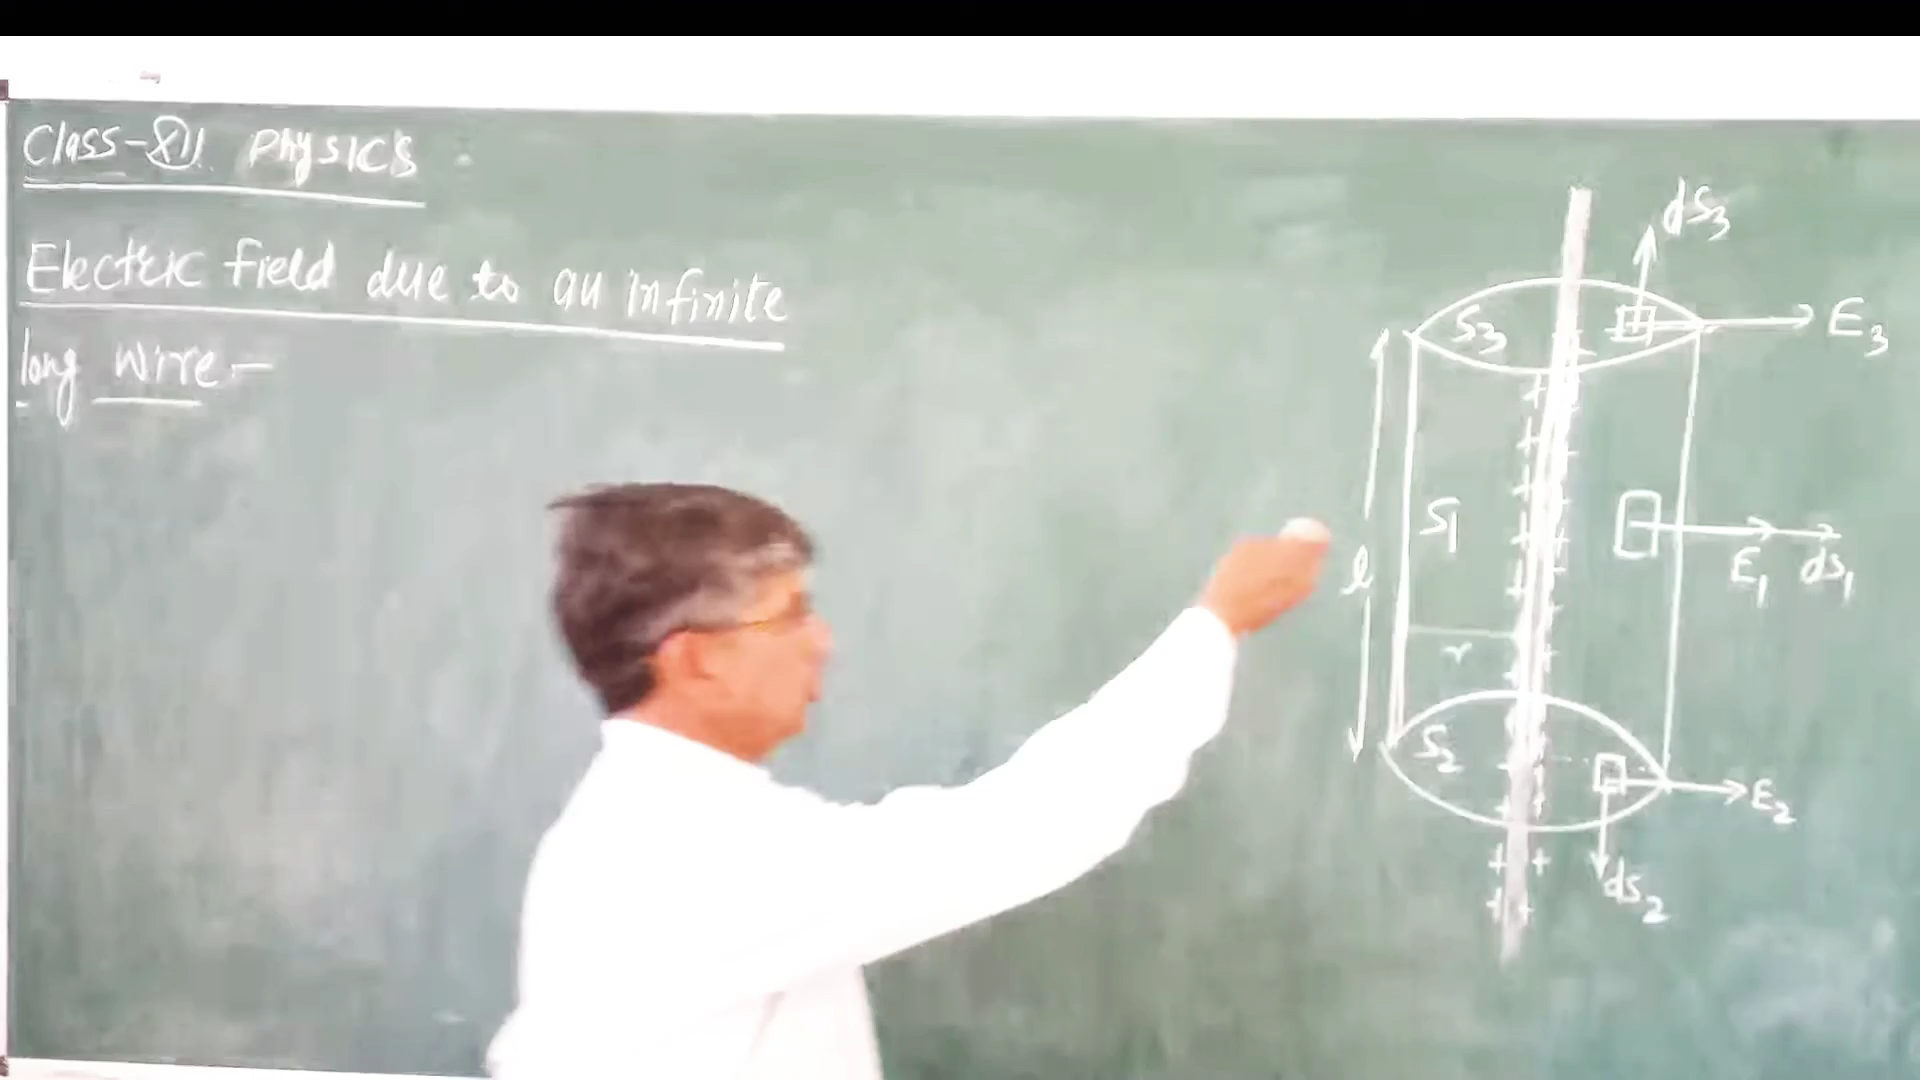 Class-XII Physics
Electric field due to an infinite
long wire:-
dS3
S3
E3
S1
l
E1 dS1
r
S2
E2
dS2